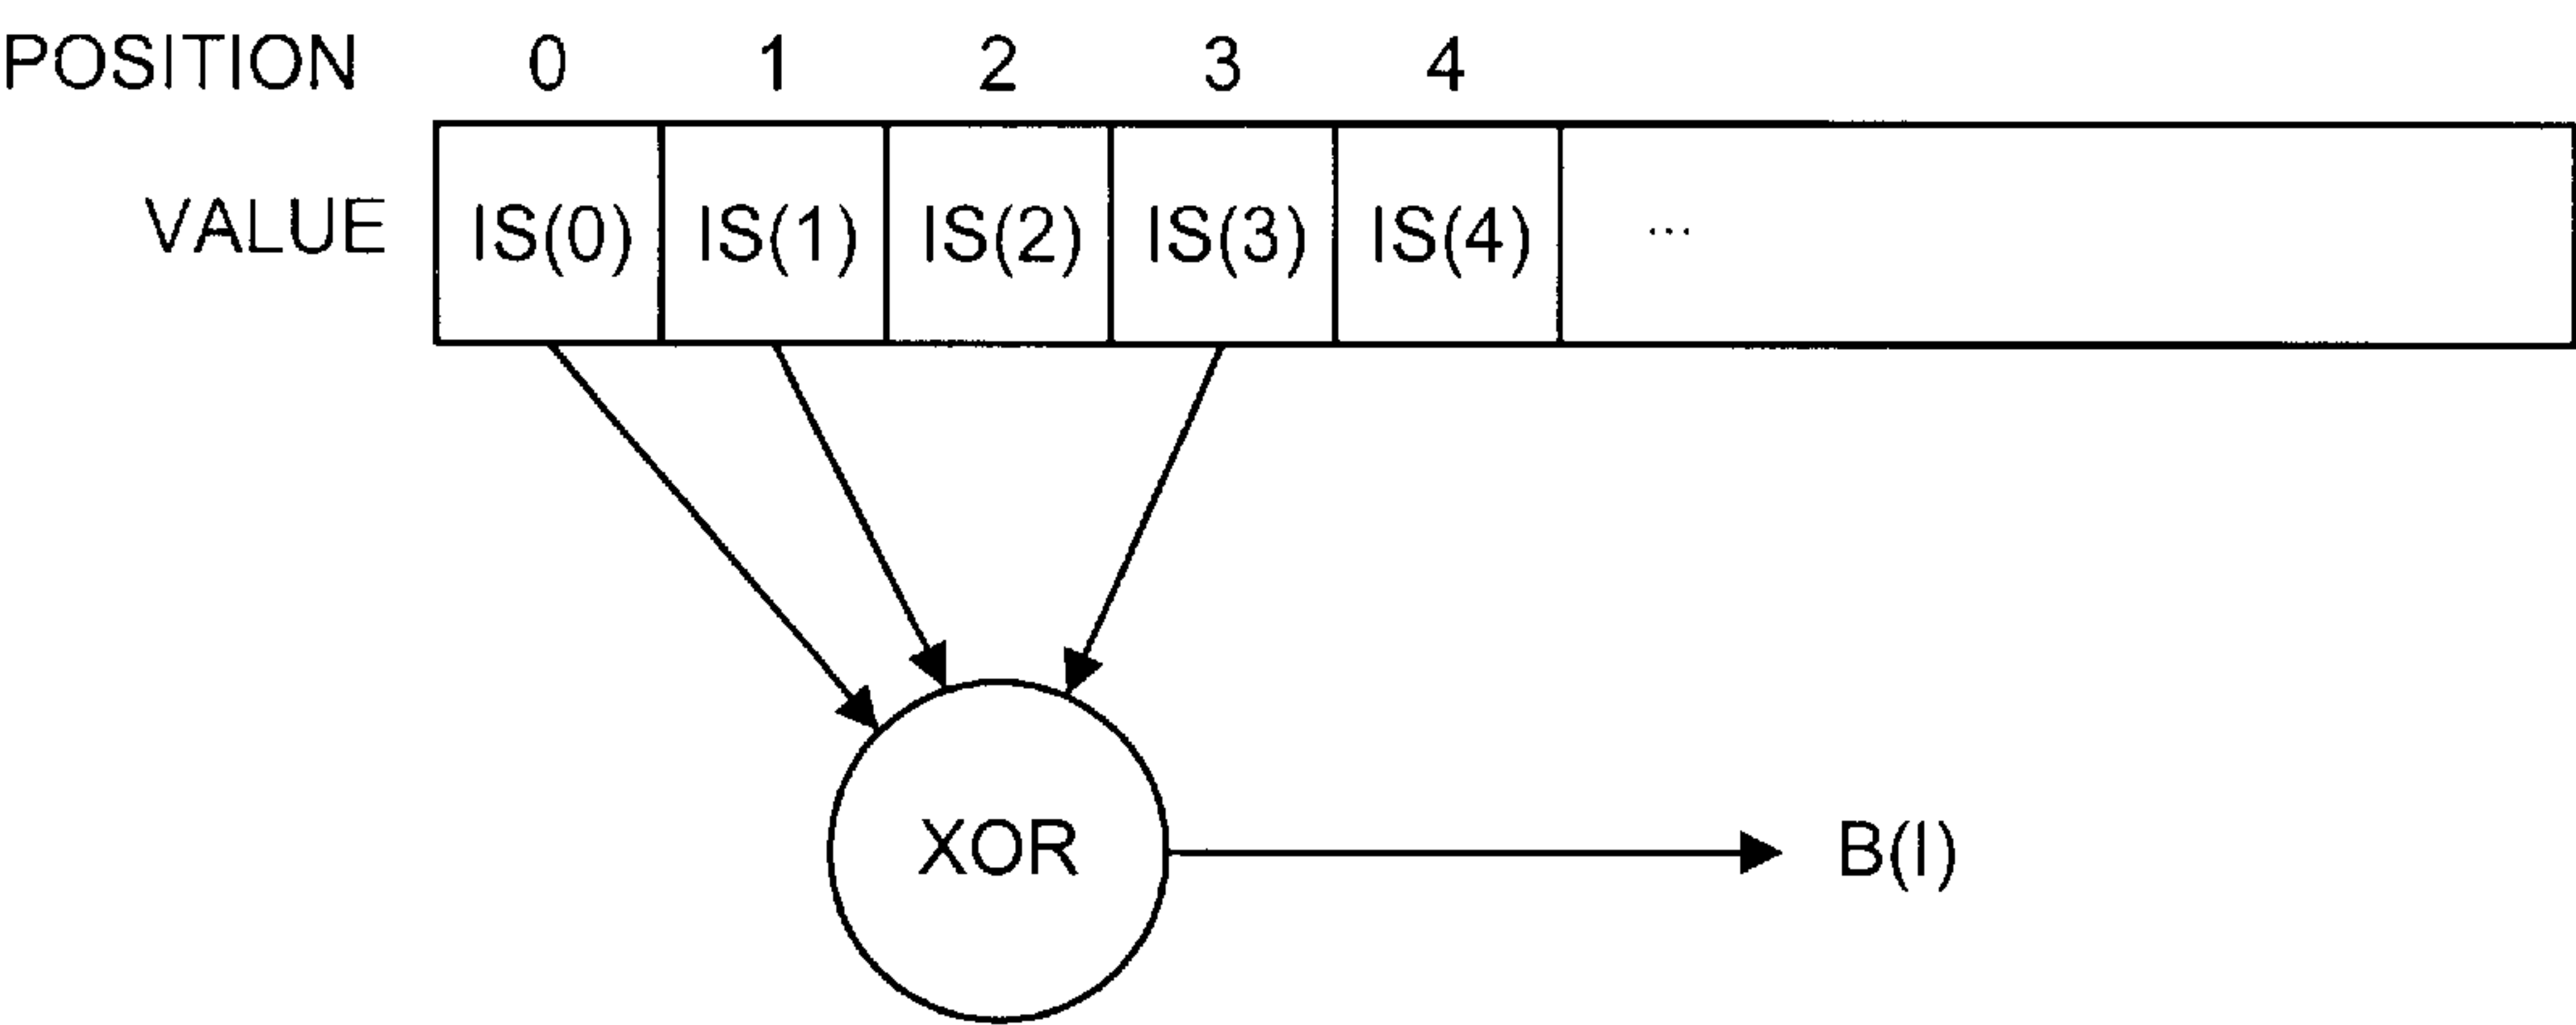 POSITION 0 1 2 3 4
VALUE IS(0) IS(1) IS(2) IS(3) IS(4) ...
XOR B(I)